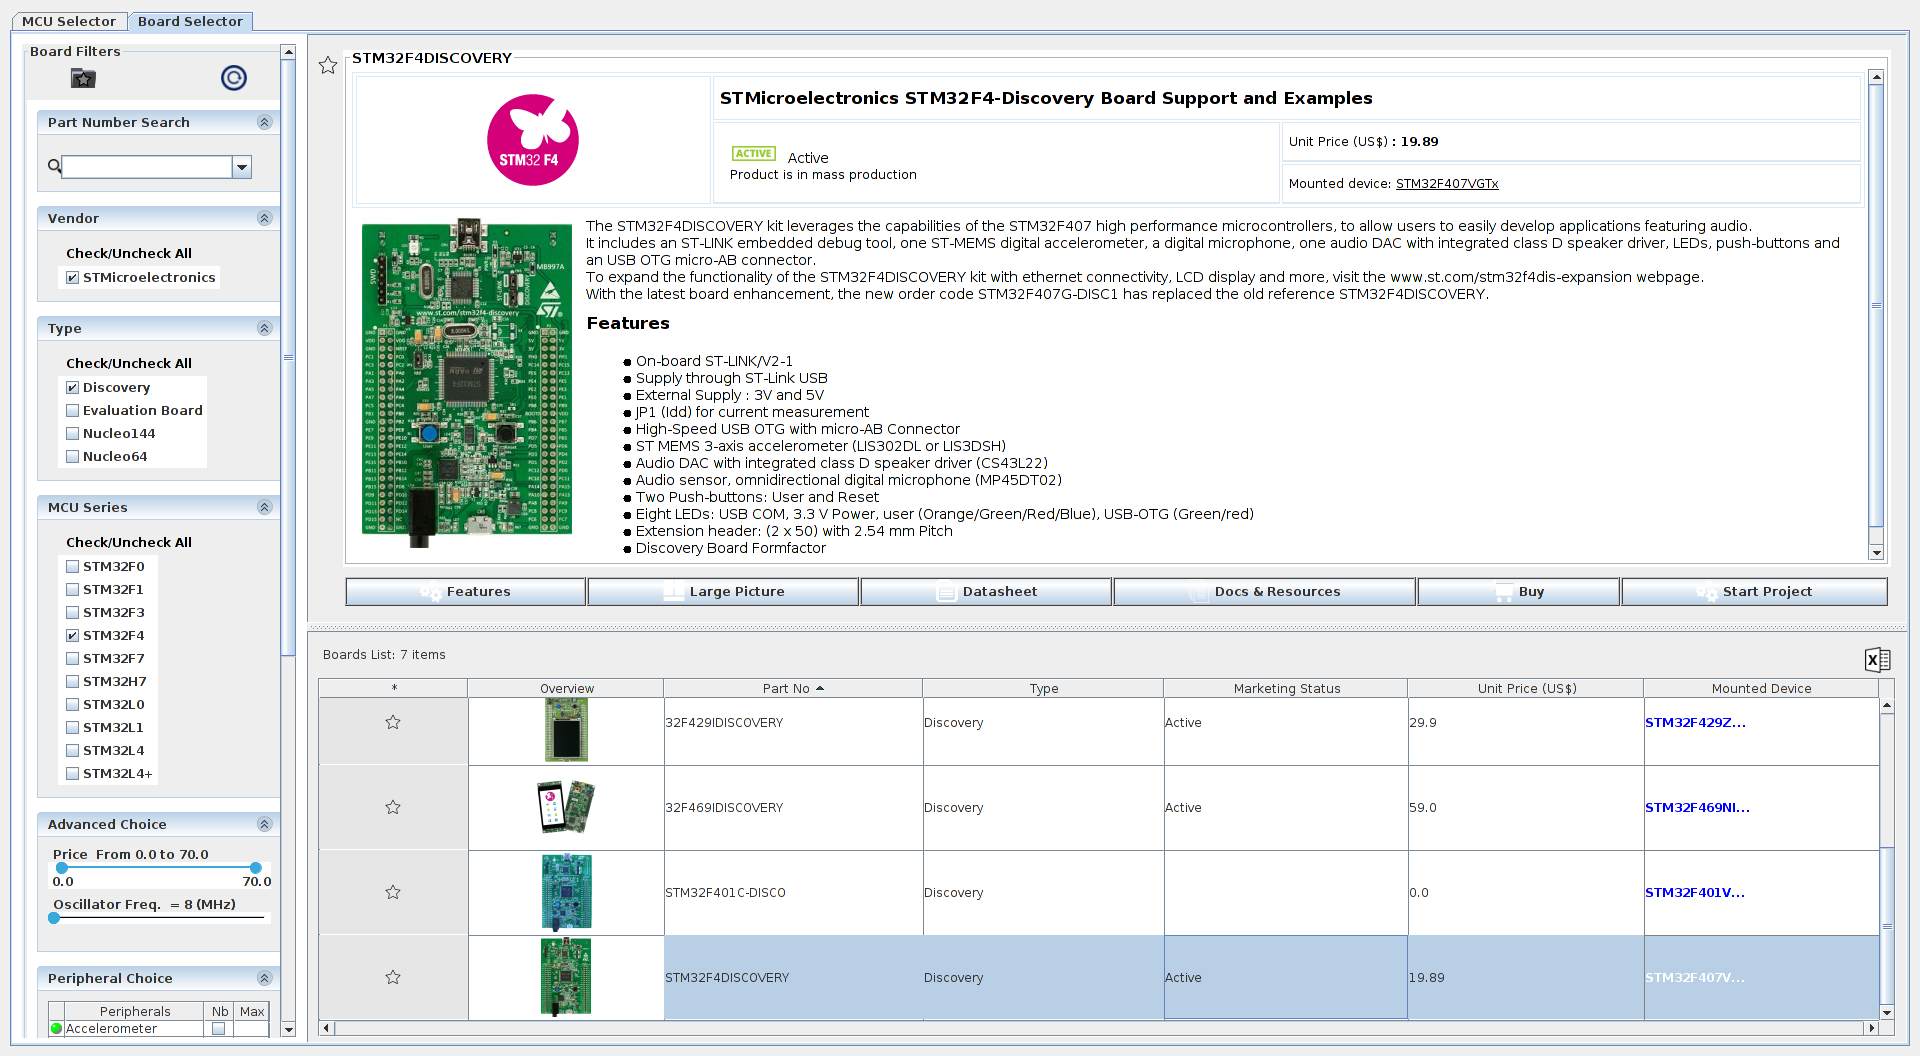 MCU Selector
Board Selector
Board Filters
Part Number Search
Vendor
Check/Uncheck All
STMicroelectronics
Type
Check/Uncheck All
Discovery
Evaluation Board
Nucleo144
Nucleo64
MCU Series
Check/Uncheck All
STM32F0
STM32F1
STM32F3
STM32F4
STM32F7
STM32H7
STM32L0
STM32L1
STM32L4
STM32L4+
Advanced Choice
Price From 0.0 to 70.0
0.0 70.0
Oscillator Freq. = 8 (MHz)
Peripheral Choice
Peripherals Nb Max
Accelerometer
STM32F4DISCOVERY
STM32 F4
STMicroelectronics STM32F4-Discovery Board Support and Examples
ACTIVE Active
Product is in mass production
Unit Price (US$) : 19.89
Mounted device: STM32F407VGTx
MB997A
SWD
ST-LINK
DISCOVERY
www.st.com/stm32f4-discovery
The STM32F4DISCOVERY kit leverages the capabilities of the STM32F407 high performance microcontrollers, to allow users to easily develop applications featuring audio.
It includes an ST-LINK embedded debug tool, one ST-MEMS digital accelerometer, a digital microphone, one audio DAC with integrated class D speaker driver, LEDs, push-buttons and
an USB OTG micro-AB connector.
To expand the functionality of the STM32F4DISCOVERY kit with ethernet connectivity, LCD display and more, visit the www.st.com/stm32f4dis-expansion webpage.
With the latest board enhancement, the new order code STM32F407G-DISC1 has replaced the old reference STM32F4DISCOVERY.
Features
On-board ST-LINK/V2-1
Supply through ST-Link USB
External Supply : 3V and 5V
JP1 (Idd) for current measurement
High-Speed USB OTG with micro-AB Connector
ST MEMS 3-axis accelerometer (LIS302DL or LIS3DSH)
Audio DAC with integrated class D speaker driver (CS43L22)
Audio sensor, omnidirectional digital microphone (MP45DT02)
Two Push-buttons: User and Reset
Eight LEDs: USB COM, 3.3 V Power, user (Orange/Green/Red/Blue), USB-OTG (Green/red)
Extension header: (2 x 50) with 2.54 mm Pitch
Discovery Board Formfactor
Features
Large Picture
Datasheet
Docs & Resources
Buy
Start Project
Boards List: 7 items
* Overview Part No Type Marketing Status Unit Price (US$) Mounted Device
32F429IDISCOVERY Discovery Active 29.9 STM32F429Z...
32F469IDISCOVERY Discovery Active 59.0 STM32F469NI...
STM32F401C-DISCO Discovery 0.0 STM32F401V...
STM32F4DISCOVERY Discovery Active 19.89 STM32F407V...